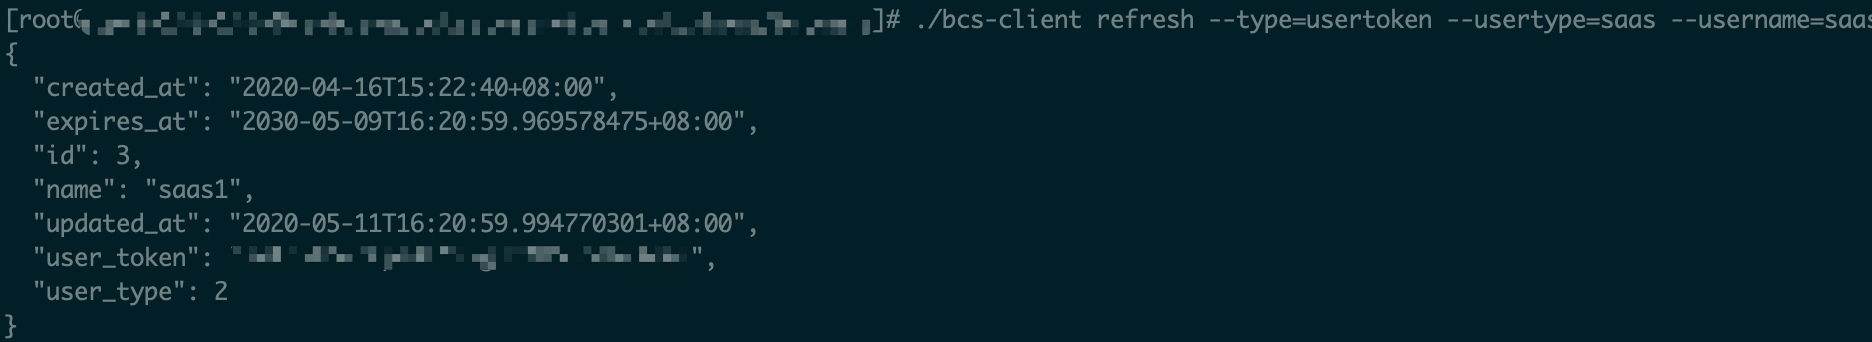 [root@ ]# ./bcs-client refresh --type=usertoken --usertype=saas --username=saas
{
"created_at": "2020-04-16T15:22:40+08:00",
"expires_at": "2030-05-09T16:20:59.969578475+08:00",
"id": 3,
"name": "saas1",
"updated_at": "2020-05-11T16:20:59.994770301+08:00",
"user_token": " ",
"user_type": 2
}